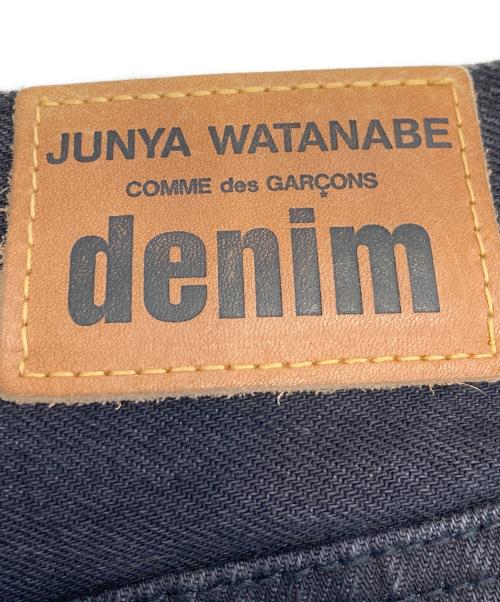 JUNYA WATANABE
COMME des GARÇONS
denim